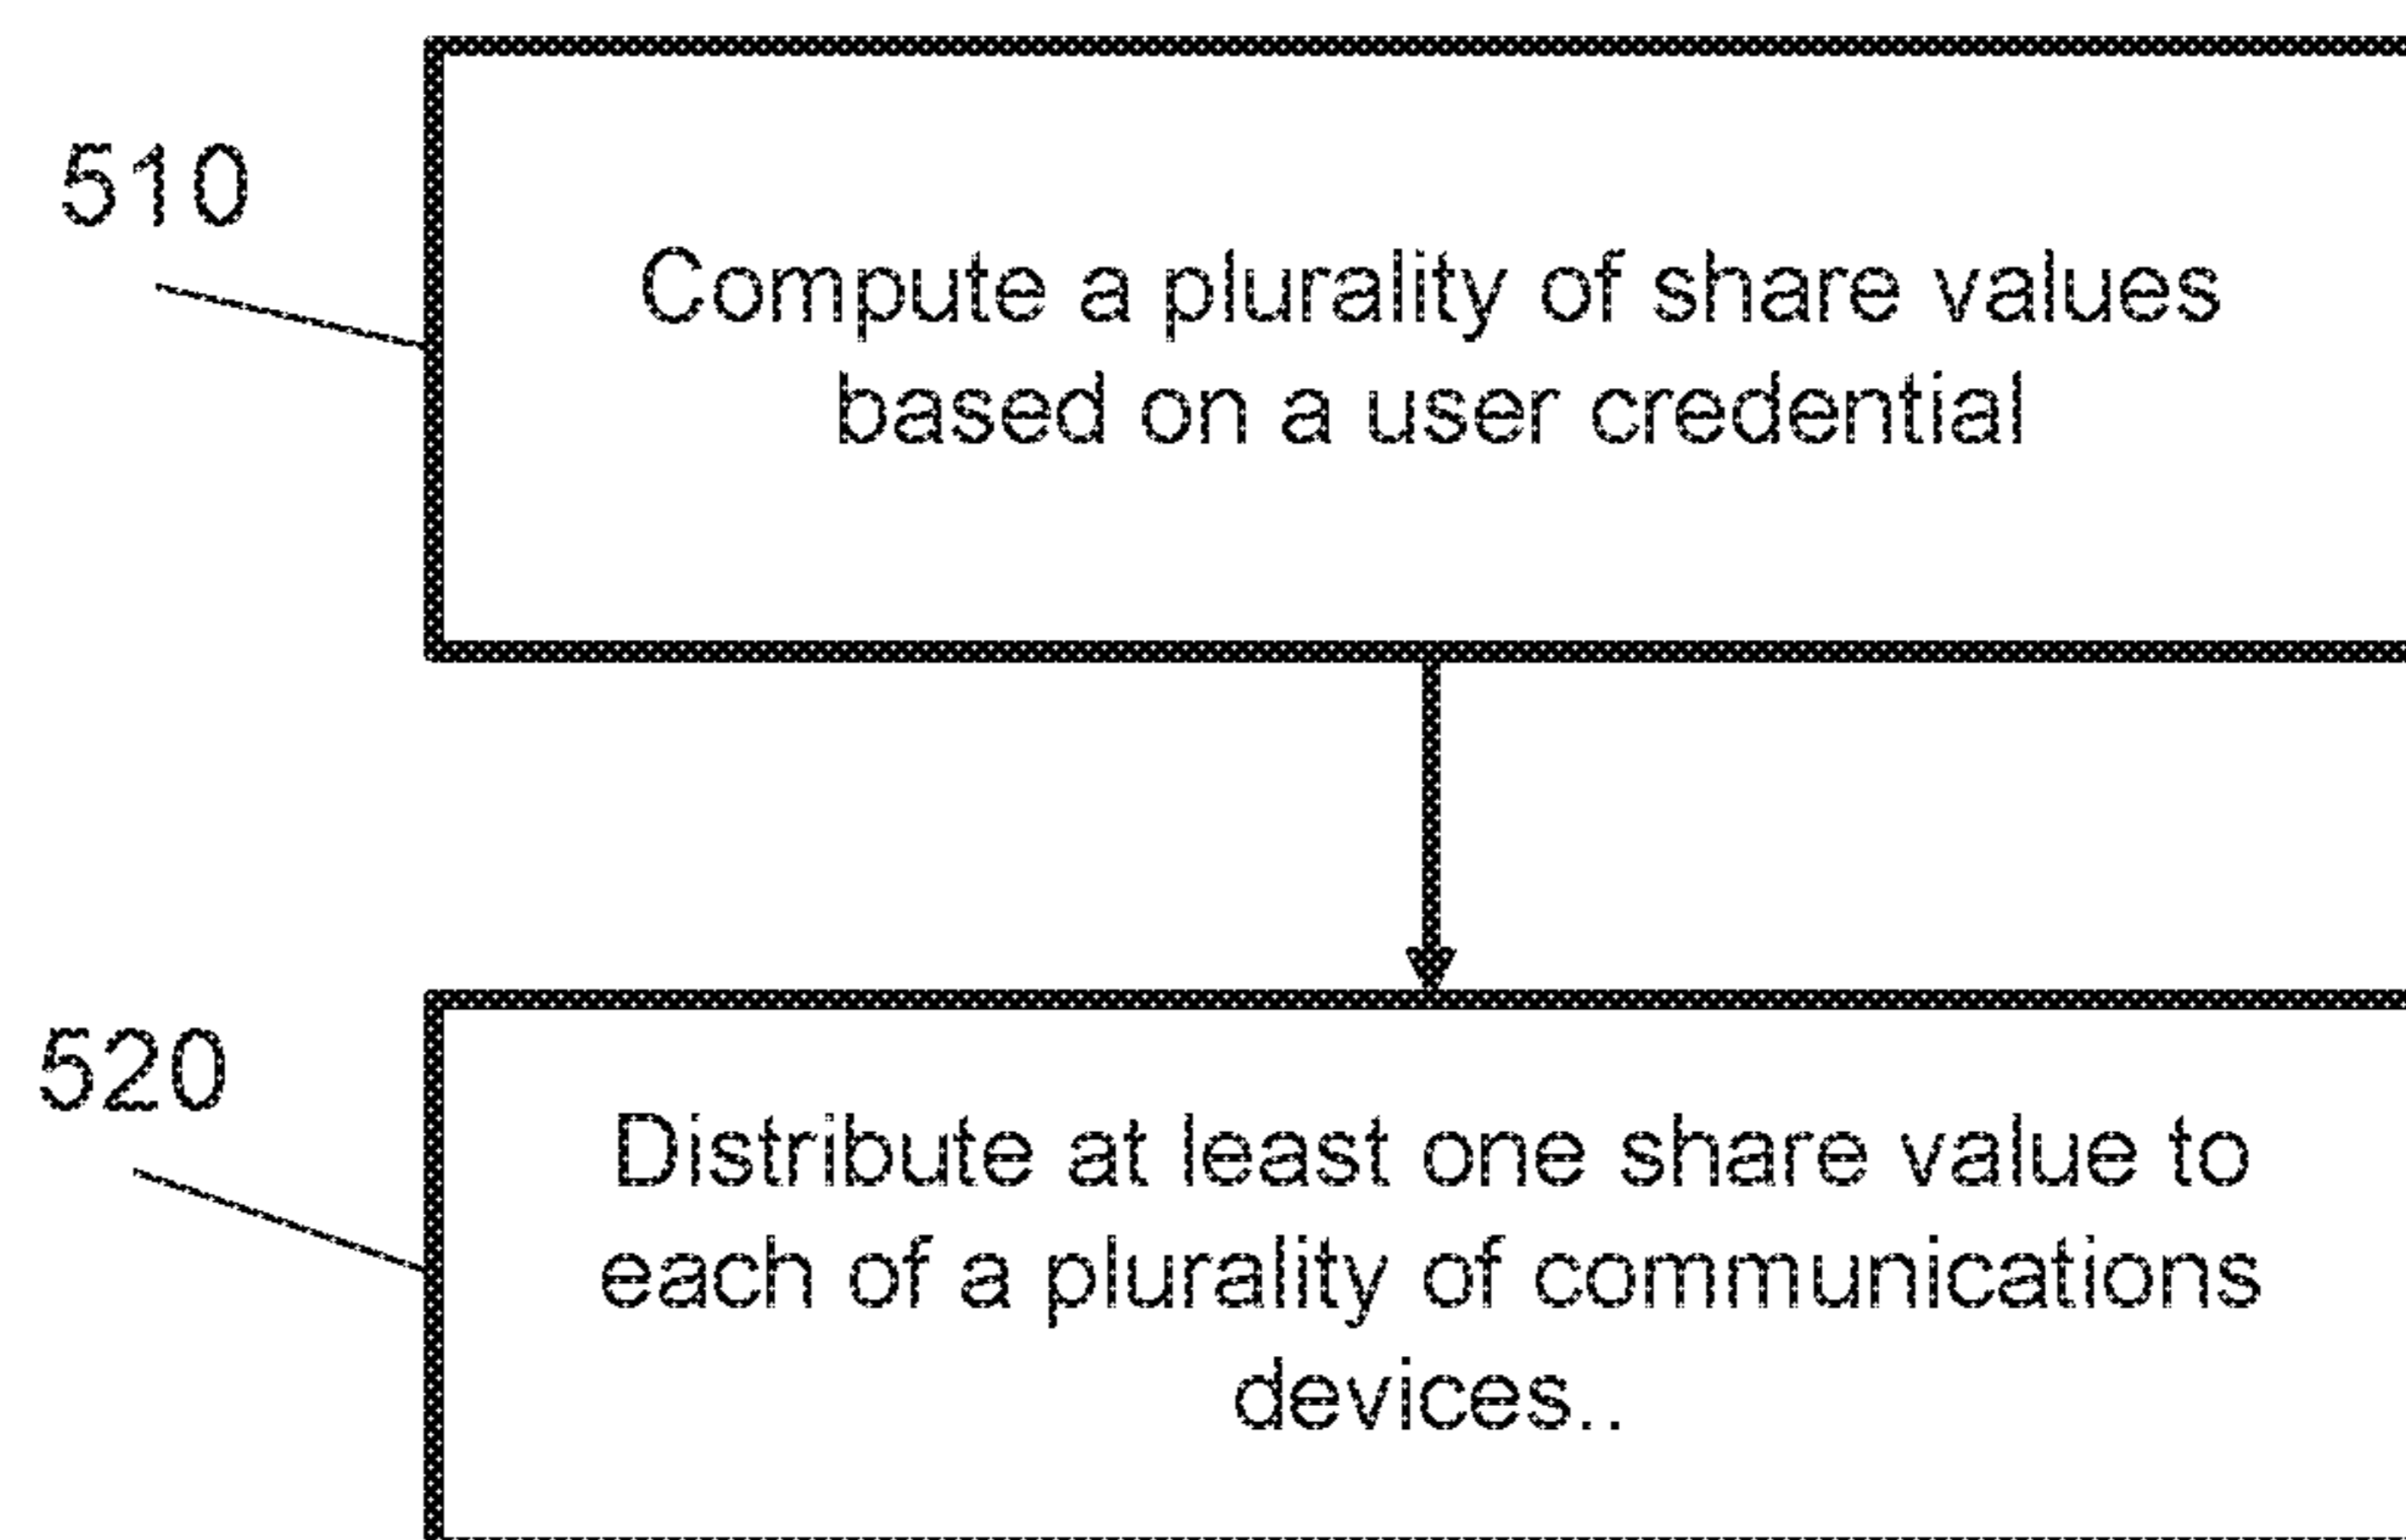 510
Compute a plurality of share values
based on a user credential
520
Distribute at least one share value to
each of a plurality of communications
devices..